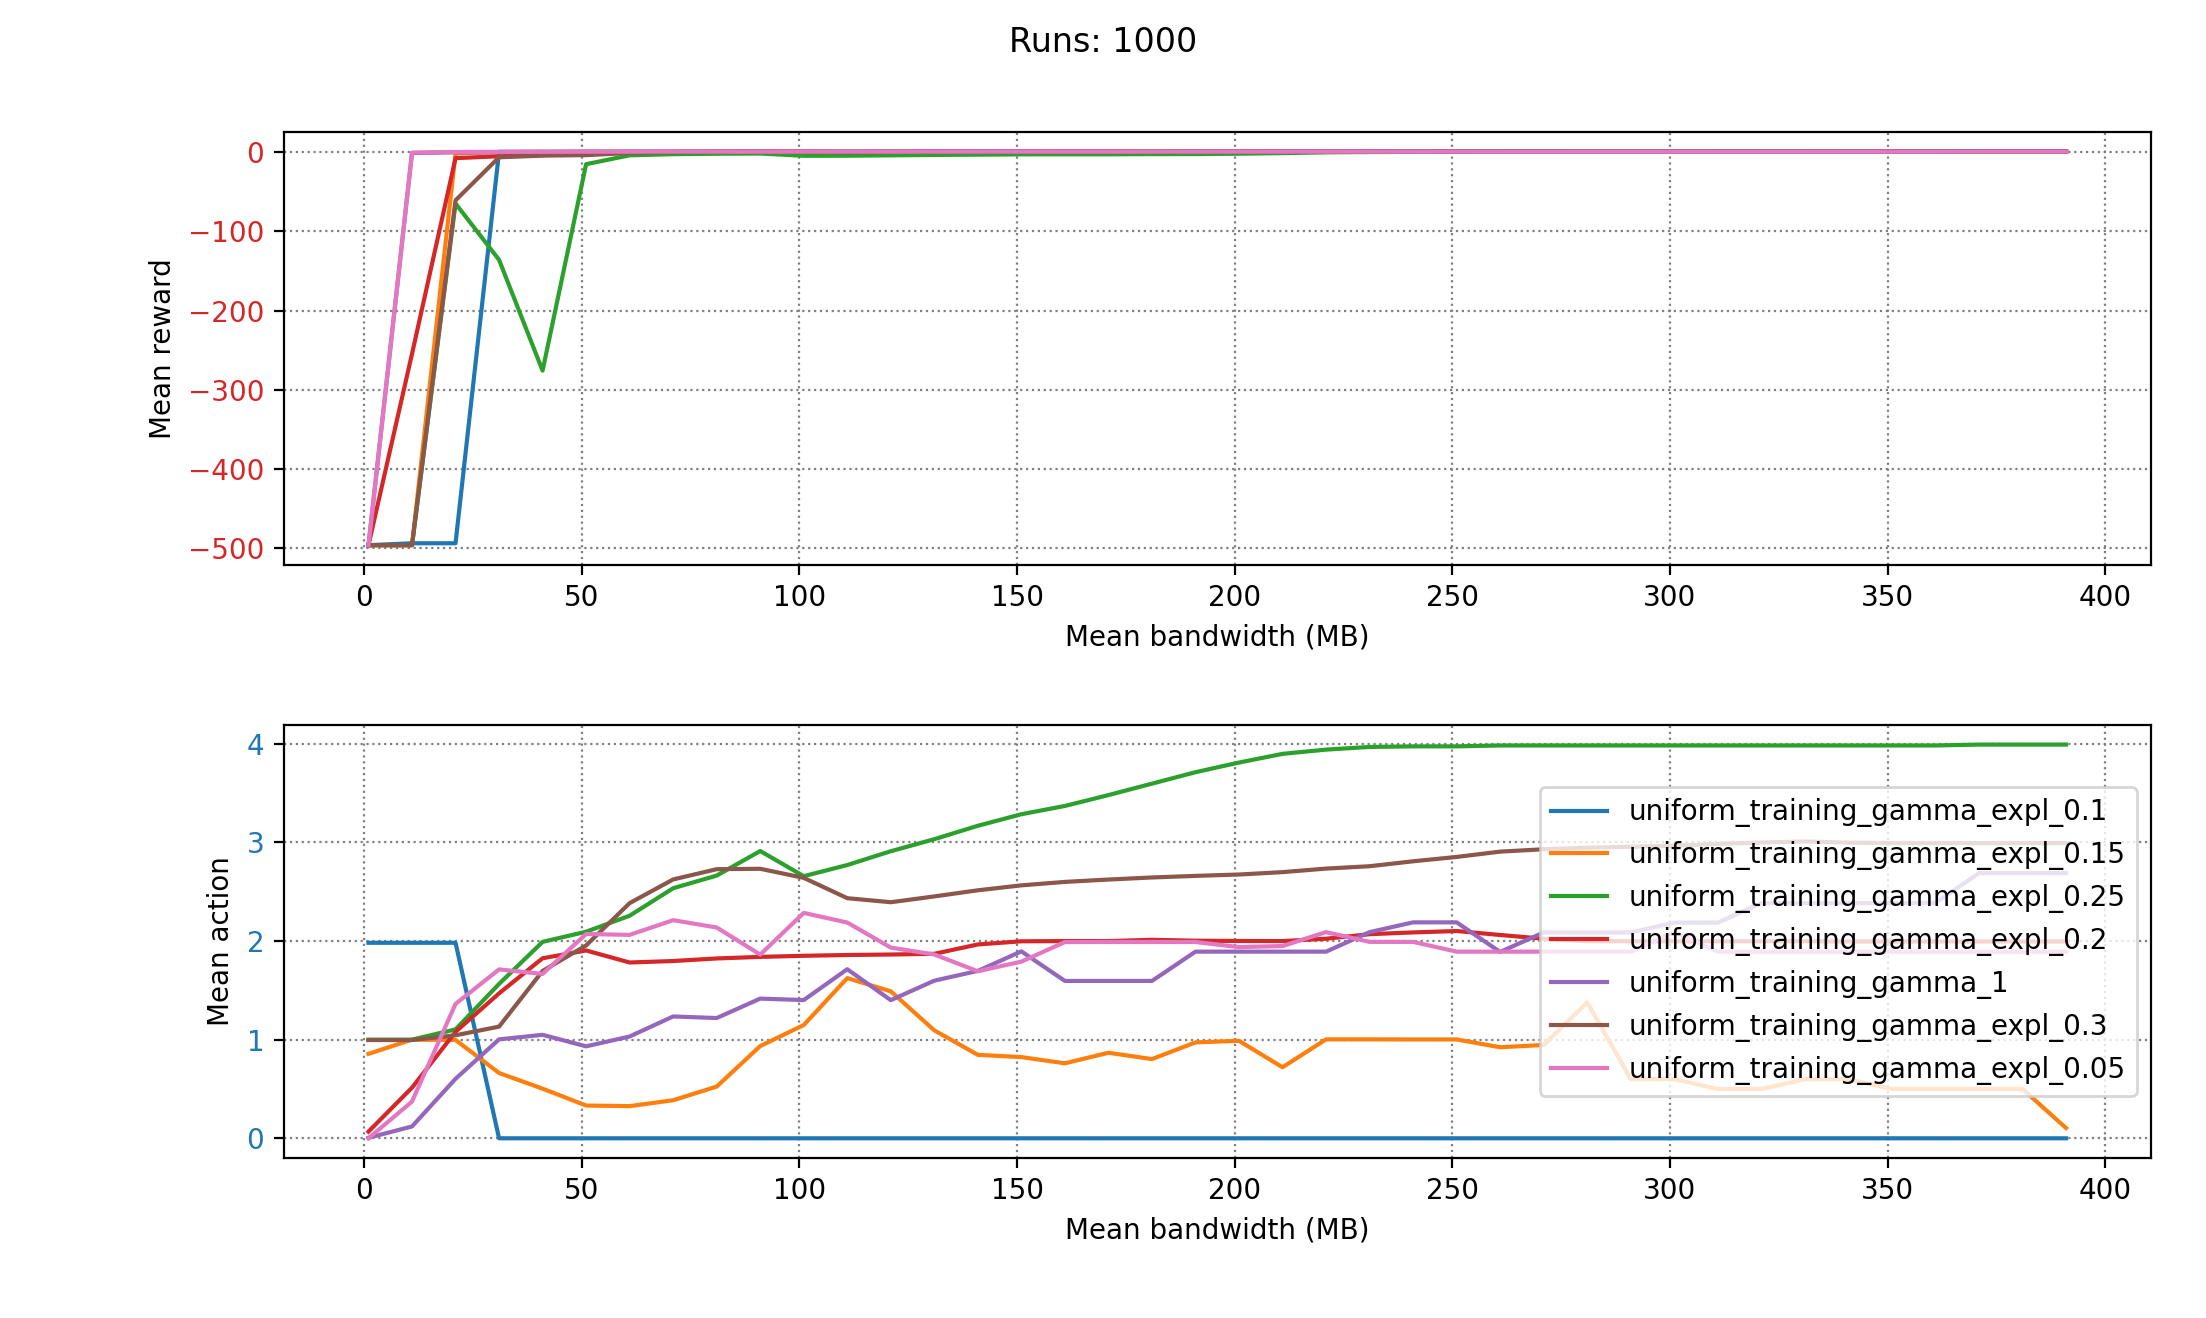 Runs: 1000
0
−100
−200
−300
−400
−500
Mean reward
0 50 100 150 200 250 300 350 400
Mean bandwidth (MB)
4
3
2
1
0
Mean action
uniform_training_gamma_expl_0.1
uniform_training_gamma_expl_0.15
uniform_training_gamma_expl_0.25
uniform_training_gamma_expl_0.2
uniform_training_gamma_1
uniform_training_gamma_expl_0.3
uniform_training_gamma_expl_0.05
0 50 100 150 200 250 300 350 400
Mean bandwidth (MB)